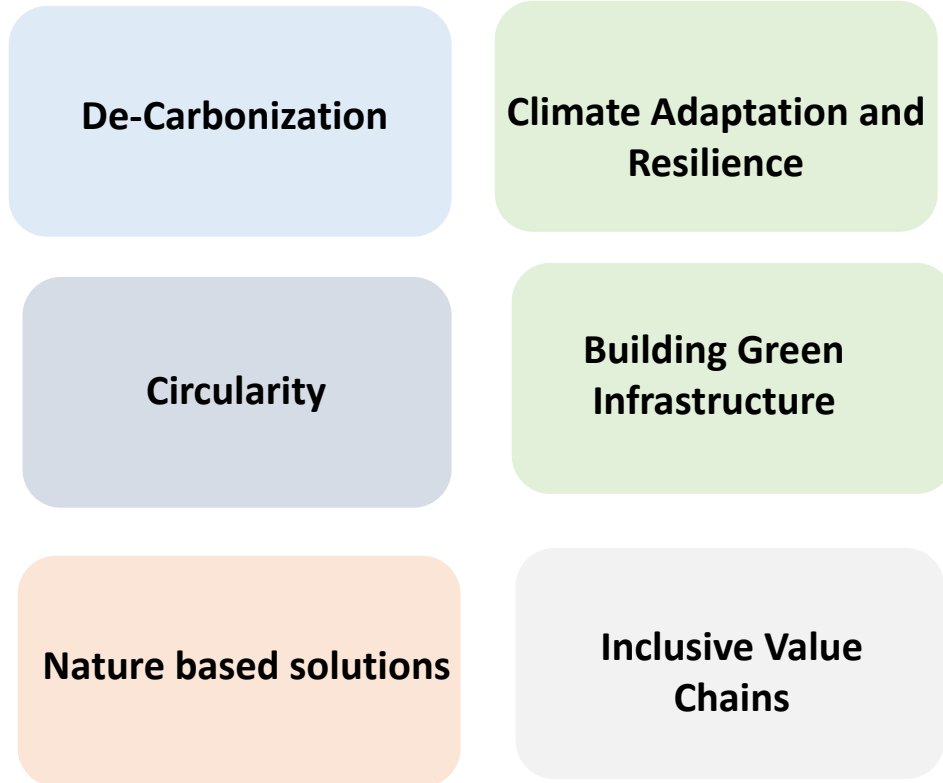 De-Carbonization
Climate Adaptation and
Resilience
Circularity
Building Green
Infrastructure
Nature based solutions
Inclusive Value
Chains